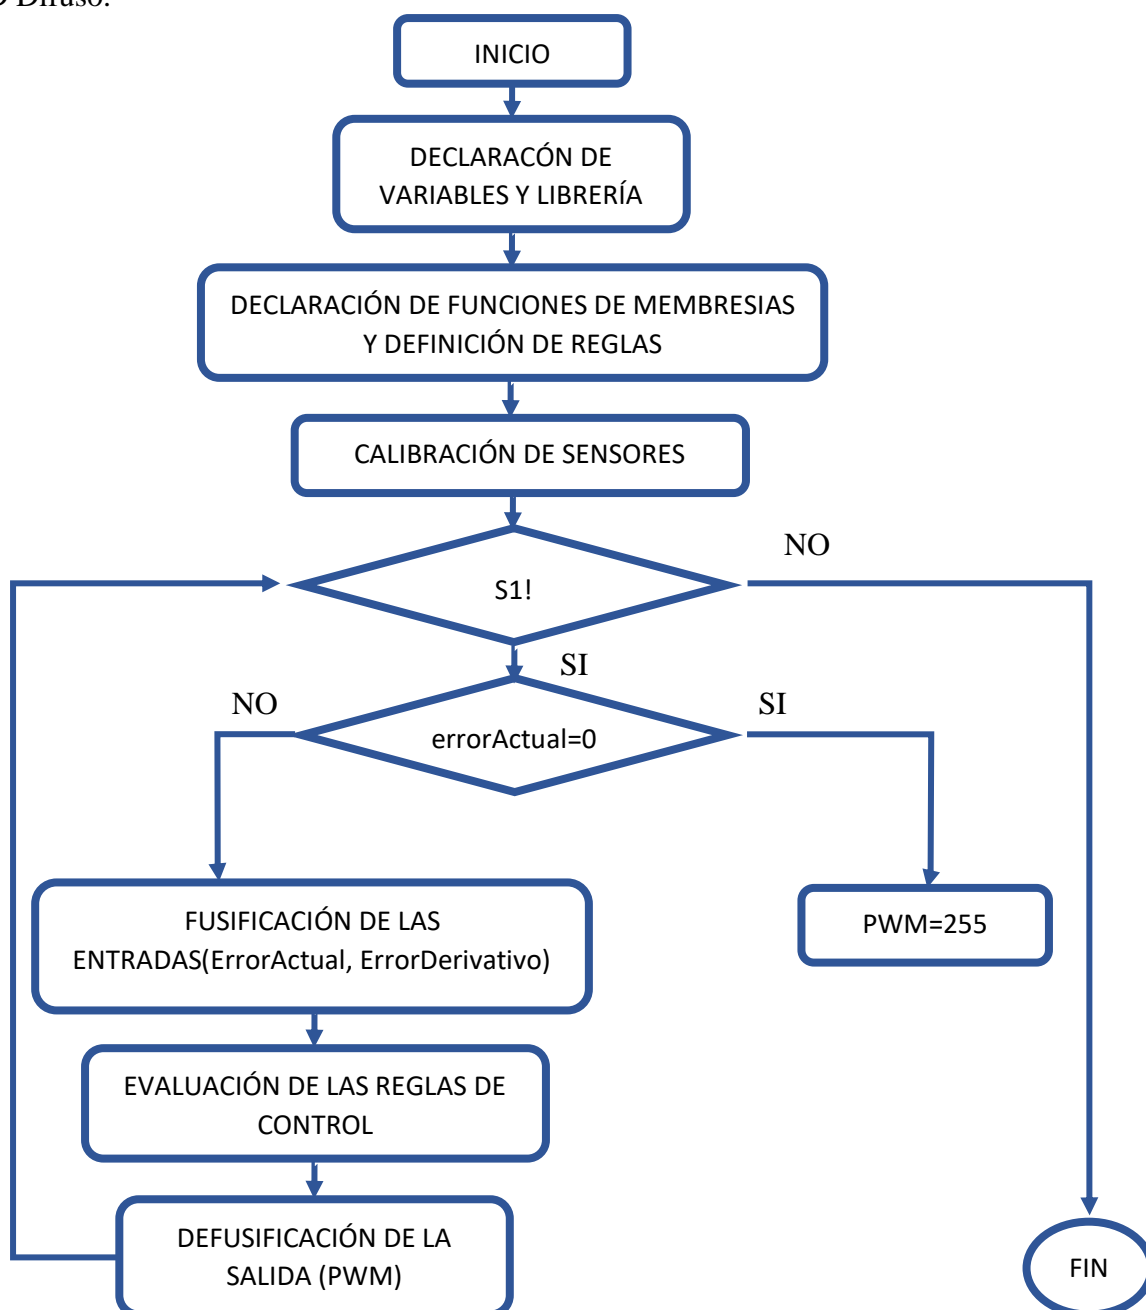 Difuso.
INICIO
DECLARACÓN DE
VARIABLES Y LIBRERÍA
DECLARACIÓN DE FUNCIONES DE MEMBRESIAS
Y DEFINICIÓN DE REGLAS
CALIBRACIÓN DE SENSORES
NO
S1!
SI
NO
SI
errorActual=0
FUSIFICACIÓN DE LAS
ENTRADAS(ErrorActual, ErrorDerivativo)
PWM=255
EVALUACIÓN DE LAS REGLAS DE
CONTROL
DEFUSIFICACIÓN DE LA
SALIDA (PWM)
FIN